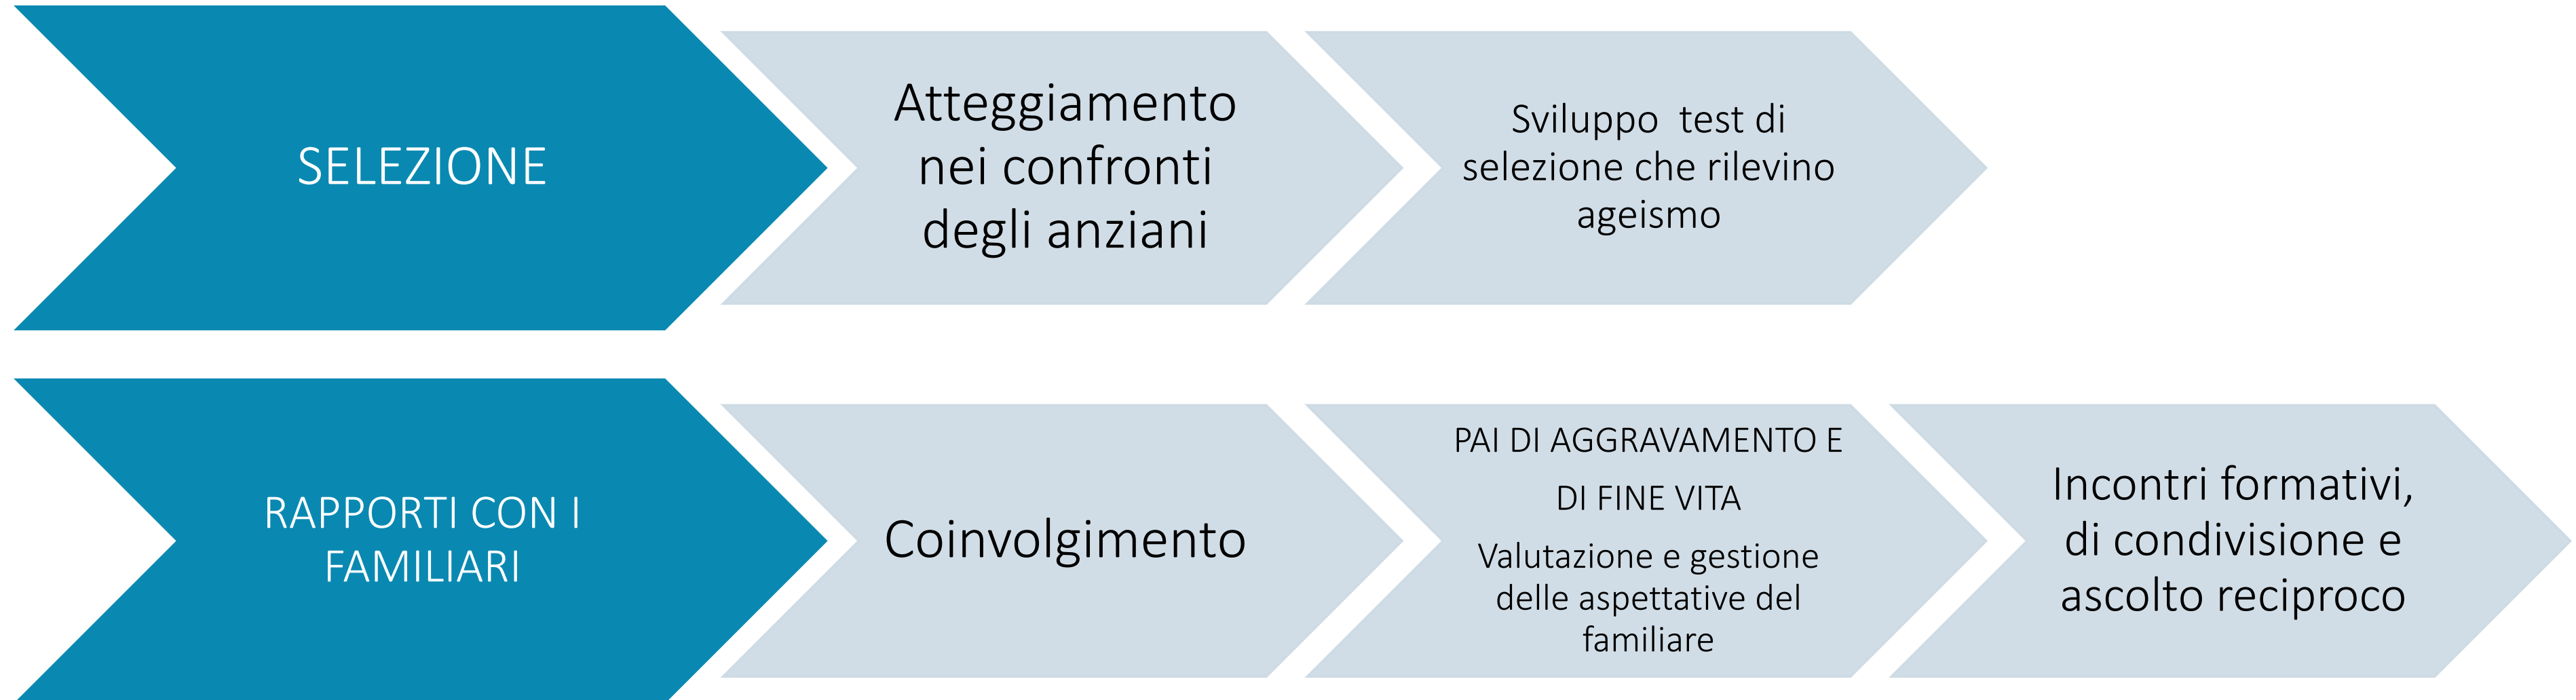 SELEZIONE
Atteggiamento
nei confronti
degli anziani
Sviluppo  test di
selezione che rilevino
ageismo
RAPPORTI CON I
FAMILIARI
Coinvolgimento
PAI DI AGGRAVAMENTO E
DI FINE VITA
Valutazione e gestione
delle aspettative del
familiare
Incontri formativi,
di condivisione e
ascolto reciproco